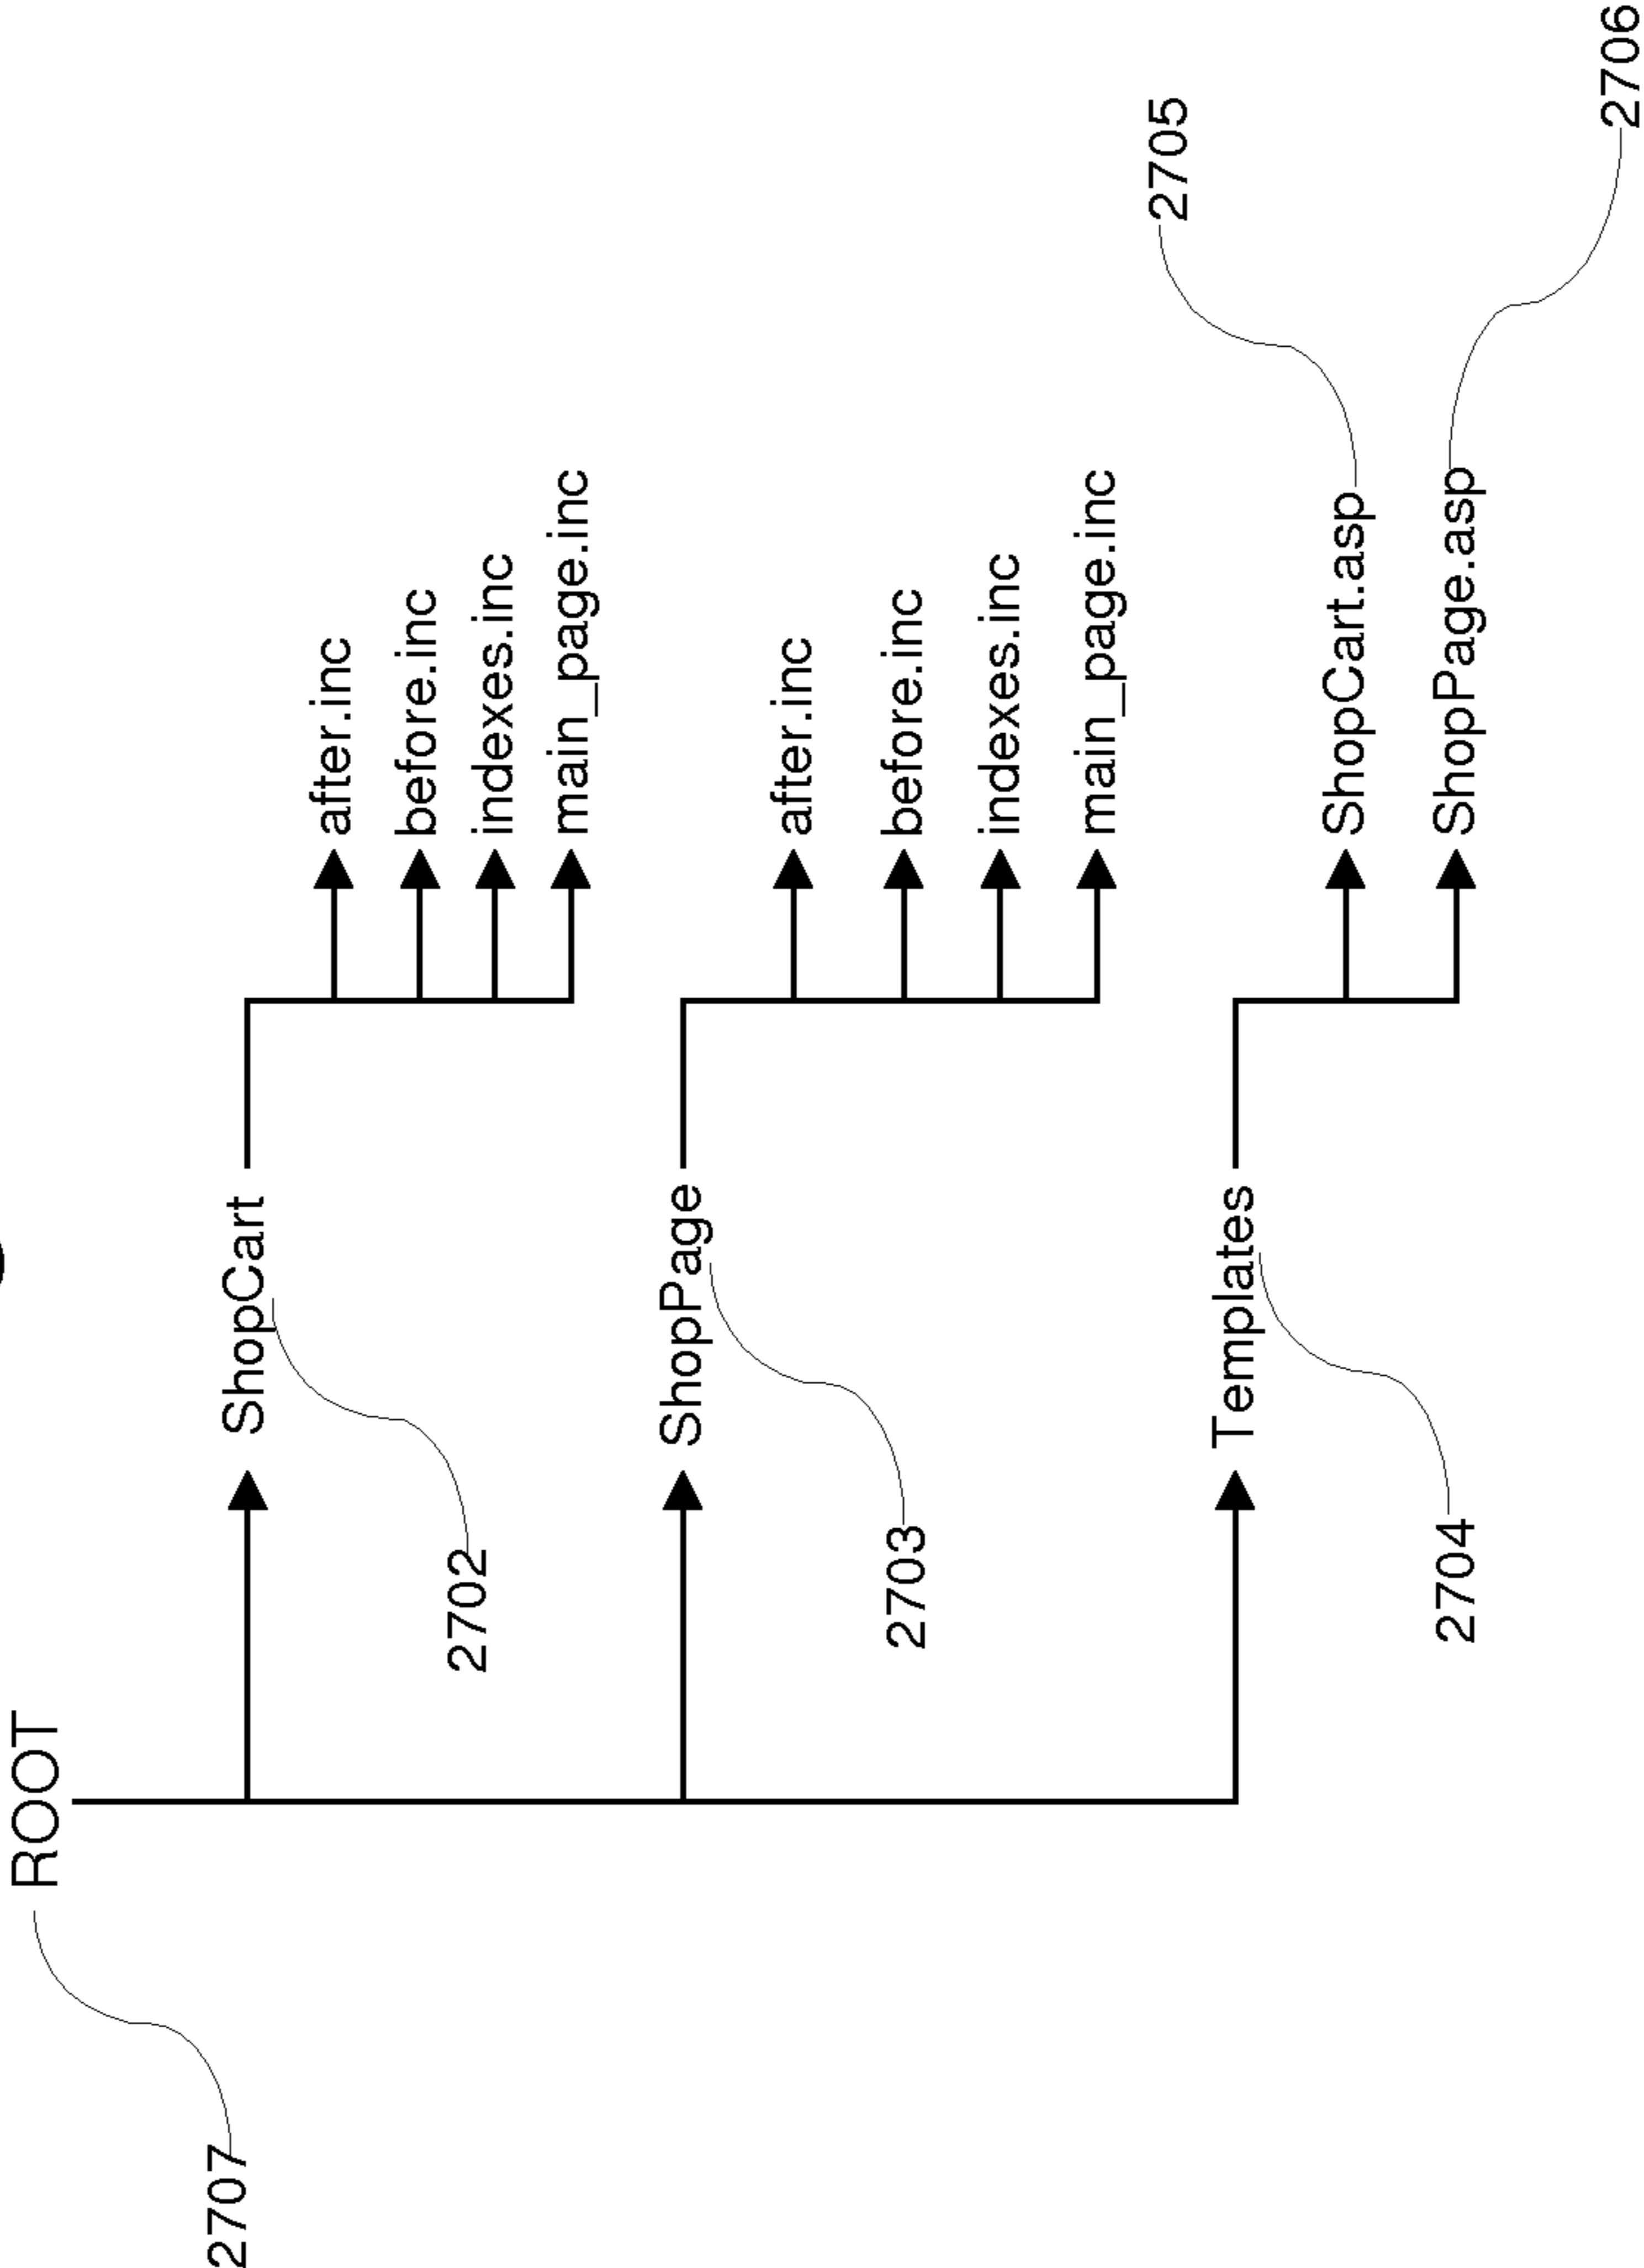 ROOT
2707
ShopCart
2702
after.inc
before.inc
indexes.inc
main_page.inc
ShopPage
2703
after.inc
before.inc
indexes.inc
main_page.inc
Templates
2704
2705
ShopCart.asp
ShopPage.asp
2706